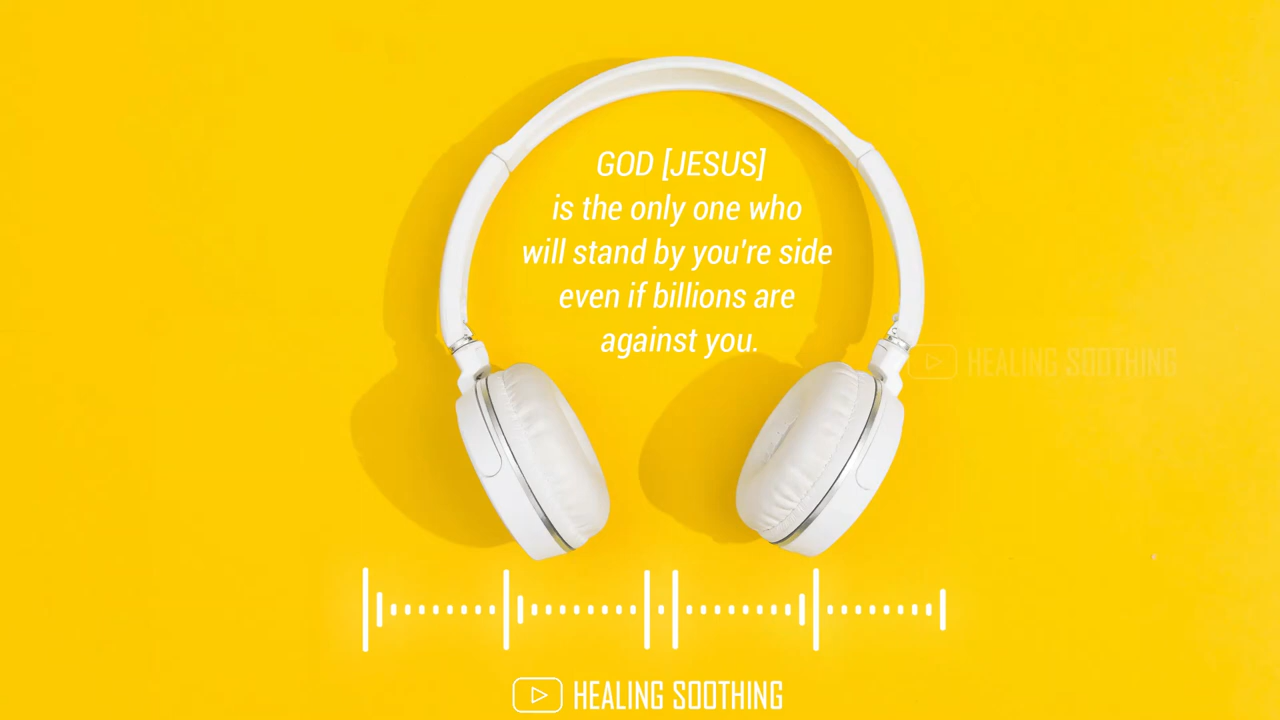 GOD [JESUS]
is the only one who
will stand by you're side
even if billions are
against you.
HEALING SOOTHING
HEALING SOOTHING